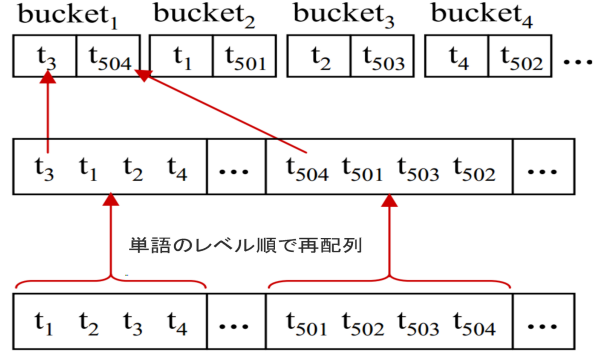 bucket₁ bucket₂ bucket₃ bucket₄
t₃ t₅₀₄ t₁ t₅₀₁ t₂ t₅₀₃ t₄ t₅₀₂ ...
t₃ t₁ t₂ t₄ ... t₅₀₄ t₅₀₁ t₅₀₃ t₅₀₂ ...
単語のレベル順で再配列
t₁ t₂ t₃ t₄ ... t₅₀₁ t₅₀₂ t₅₀₃ t₅₀₄ ...